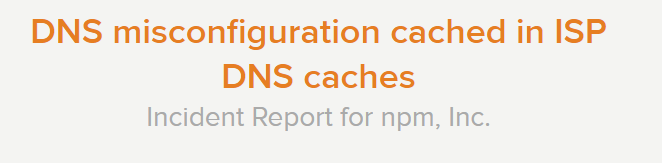 DNS misconfiguration cached in ISP
DNS caches
Incident Report for npm, Inc.